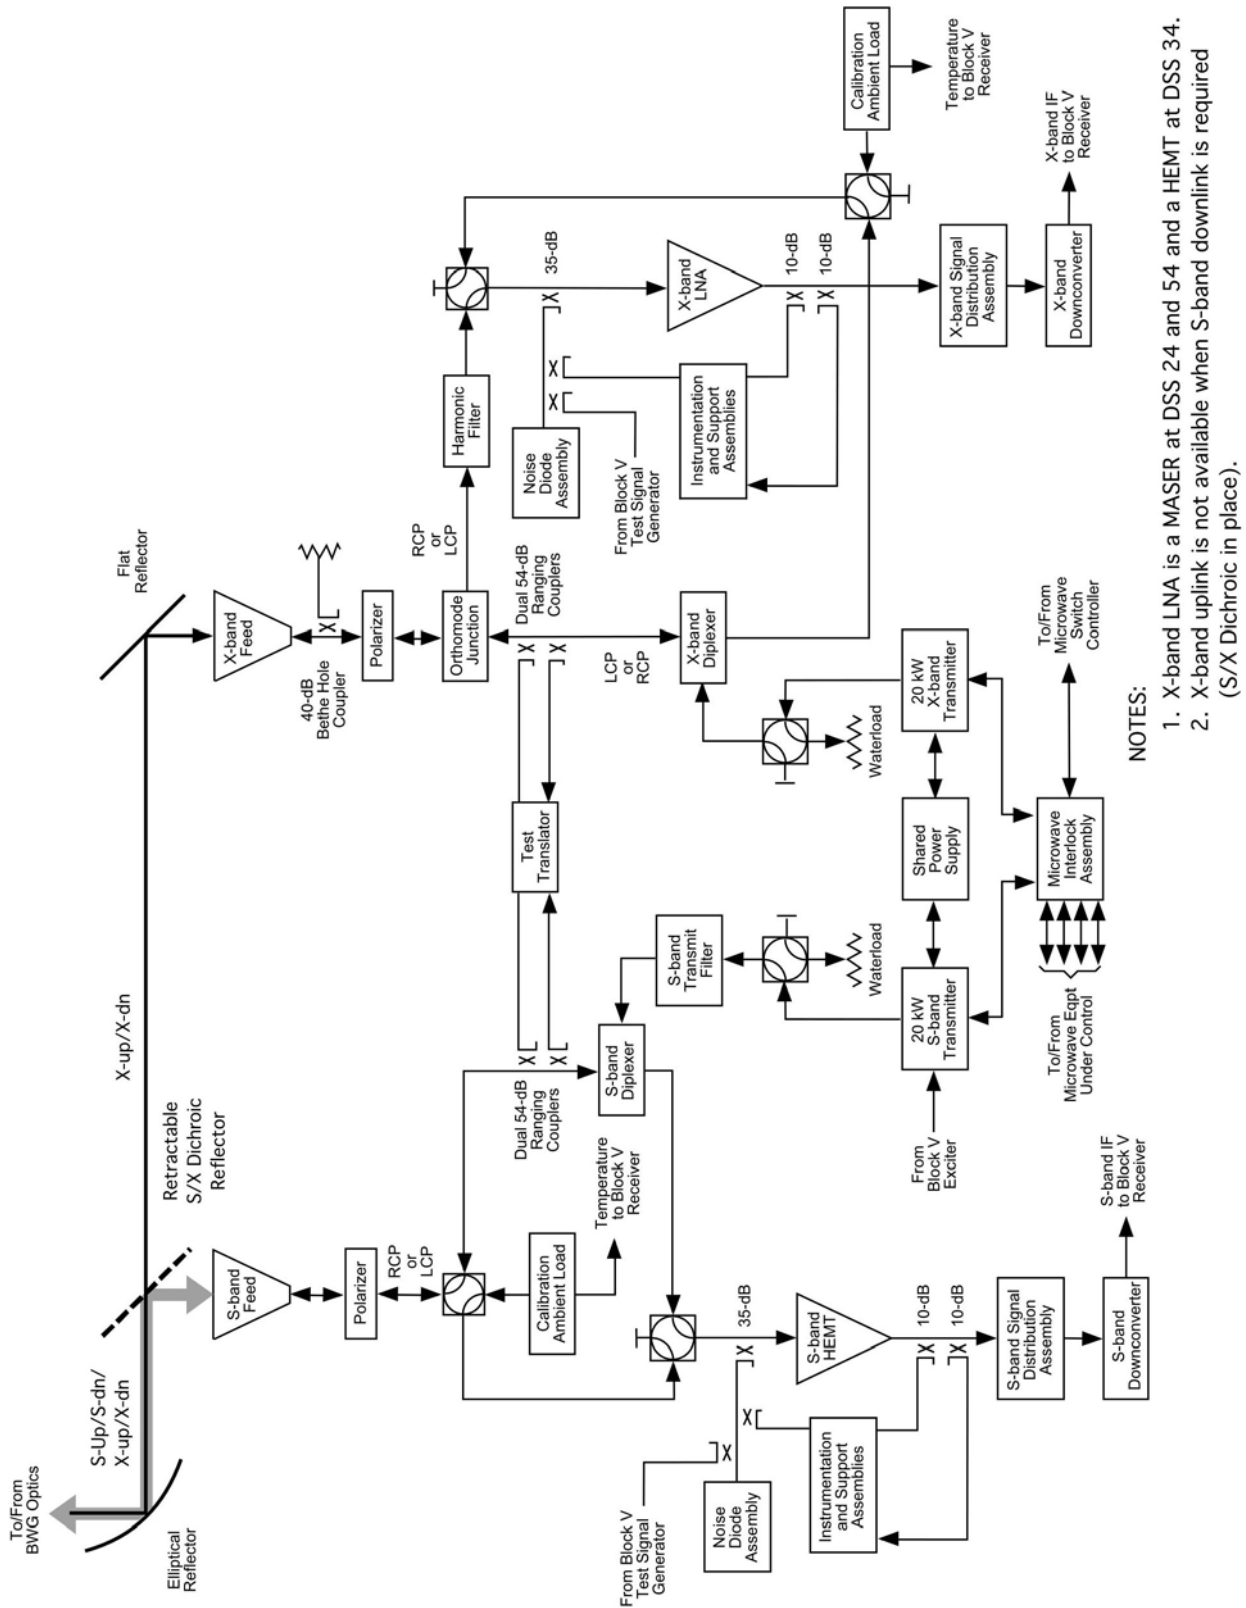 To/From
BWG Optics
Elliptical
Reflector
S-Up/S-dn/
X-up/X-dn
Retractable
S/X Dichroic
Reflector
X-up/X-dn
Flat
Reflector
S-band
Feed
X-band
Feed
40-dB
Bethe Hole
Coupler
Polarizer
Polarizer
RCP
or
LCP
RCP
or
LCP
Orthomode
Junction
Harmonic
Filter
Calibration
Ambient Load
Temperature
to Block V
Receiver
Dual 54-dB
Ranging
Couplers
Test
Translator
Dual 54-dB
Ranging
Couplers
LCP
or
RCP
S-band
Diplexer
X-band
Diplexer
S-band
Transmit
Filter
Waterload
Waterload
From
Block V
Exciter
20 kW
S-band
Transmitter
Shared
Power
Supply
20 kW
X-band
Transmitter
To/From
Microwave Eqpt
Under Control
Microwave
Interlock
Assembly
To/From
Microwave
Switch
Controller
From Block V
Test Signal
Generator
Noise
Diode
Assembly
35-dB
S-band
HEMT
Instrumentation
and Support
Assemblies
10-dB
10-dB
S-band Signal
Distribution
Assembly
S-band
Downconverter
S-band IF
to Block V
Receiver
Noise
Diode
Assembly
From Block V
Test Signal
Generator
35-dB
X-band
LNA
Instrumentation
and Support
Assemblies
10-dB
10-dB
Calibration
Ambient Load
Temperature
to Block V
Receiver
X-band Signal
Distribution
Assembly
X-band
Downconverter
X-band IF
to Block V
Receiver
NOTES:
1. X-band LNA is a MASER at DSS 24 and 54 and a HEMT at DSS 34.
2. X-band uplink is not available when S-band downlink is required
(S/X Dichroic in place).